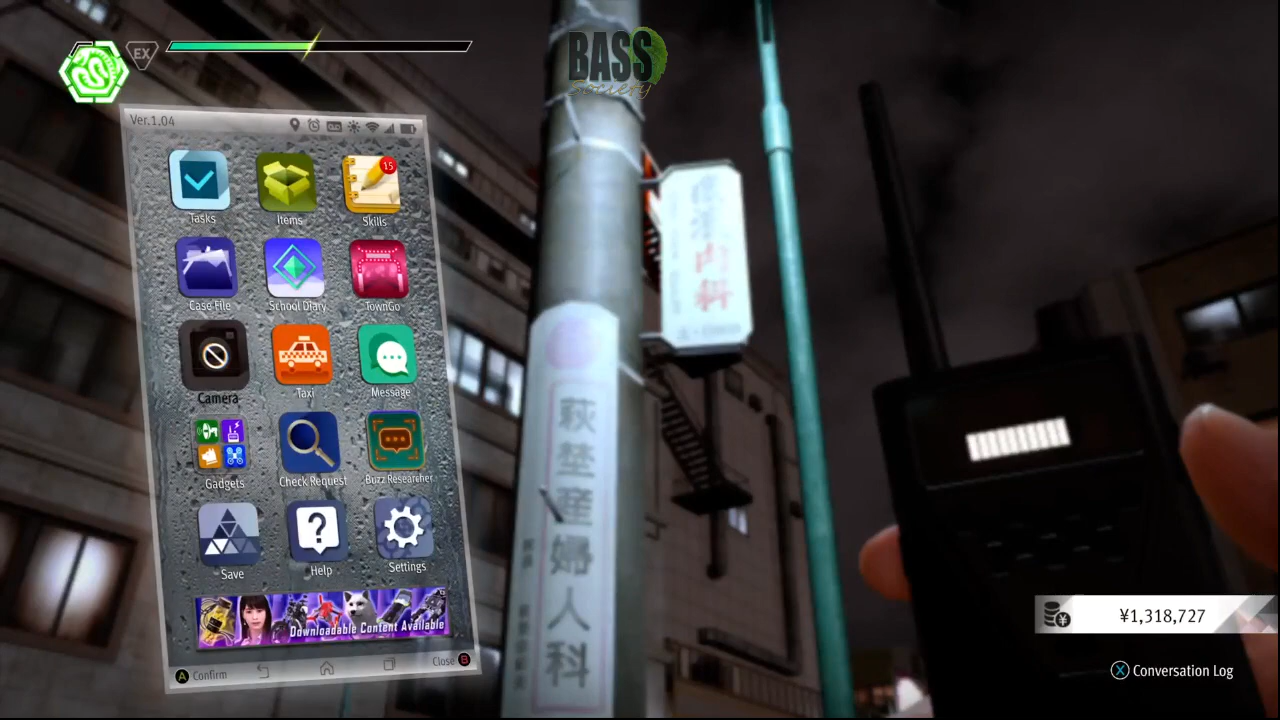 BASS
Society
EX
Ver.1.04
15
Tasks
Items
Skills
Case File
School Diary
TownGo
Camera
Taxi
Message
Gadgets
Check Request
Buzz Researcher
Save
Help
Settings
Downloadable Content Available
A Confirm
Close B
科
萩埜産婦人科
¥1,318,727
X Conversation Log